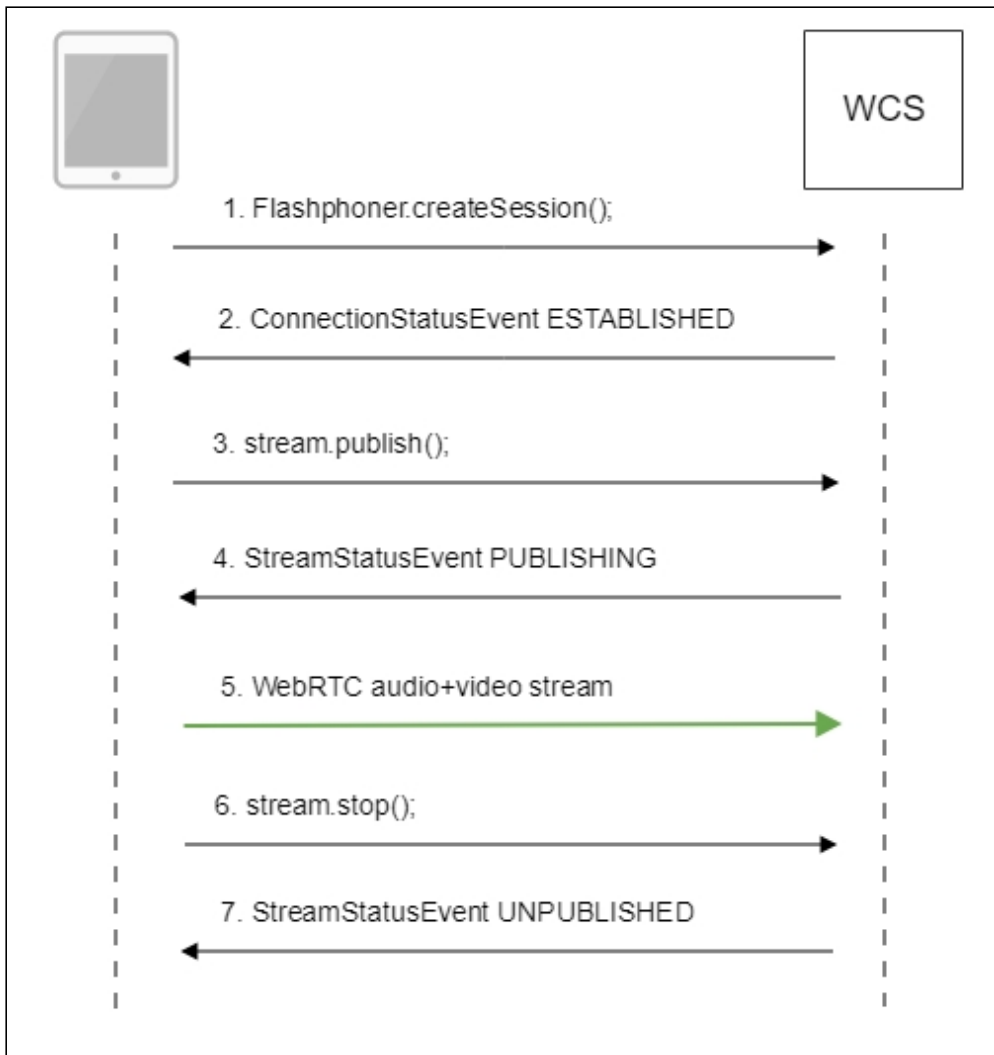 WCS
1. Flashphoner.createSession();
2. ConnectionStatusEvent ESTABLISHED
3. stream.publish();
4. StreamStatusEvent PUBLISHING
5. WebRTC audio+video stream
6. stream.stop();
7. StreamStatusEvent UNPUBLISHED